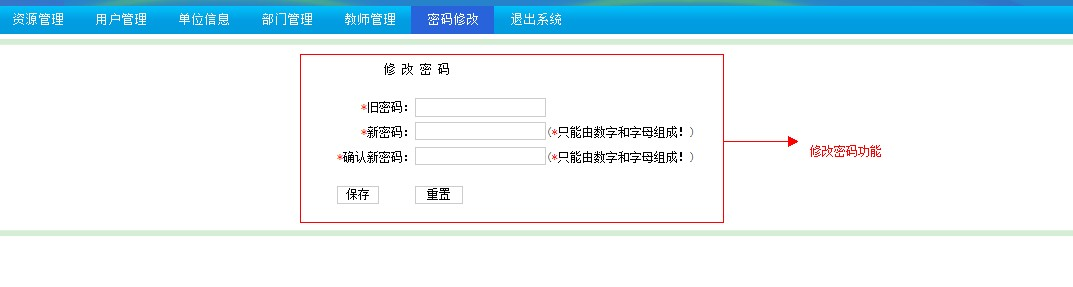 资源管理 用户管理 单位信息 部门管理 教师管理 密码修改 退出系统
修 改 密 码
*旧密码：
*新密码： (*只能由数字和字母组成！)
*确认新密码： (*只能由数字和字母组成！)
修改密码功能
保存 重置